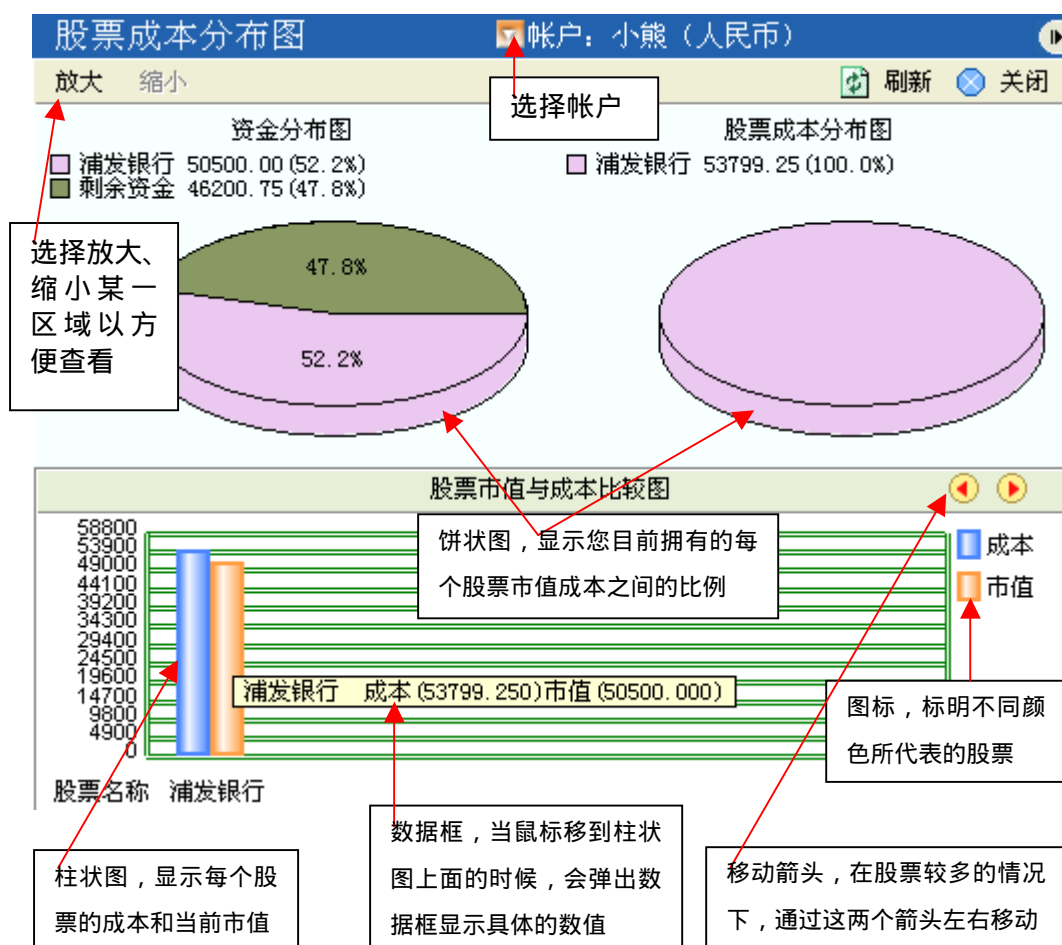 股票成本分布图
帐户：小熊（人民币）
放大 缩小
刷新 关闭
选择帐户
资金分布图
浦发银行 50500.00(52.2%)
剩余资金 46200.75(47.8%)
股票成本分布图
浦发银行 53799.25(100.0%)
选择放大、
缩小某一
区域以方
便查看
47.8%
52.2%
股票市值与成本比较图
饼状图，显示您目前拥有的每
个股票市值成本之间的比例
成本
市值
58800
53900
49000
44100
39200
34300
29400
24500
19600
14700
9800
4900
0
浦发银行 成本(53799.250)市值(50500.000)
图标，标明不同颜
色所代表的股票
股票名称 浦发银行
柱状图，显示每个股
票的成本和当前市值
数据框，当鼠标移到柱状
图上面的时候，会弹出数
据框显示具体的数值
移动箭头，在股票较多的情况
下，通过这两个箭头左右移动